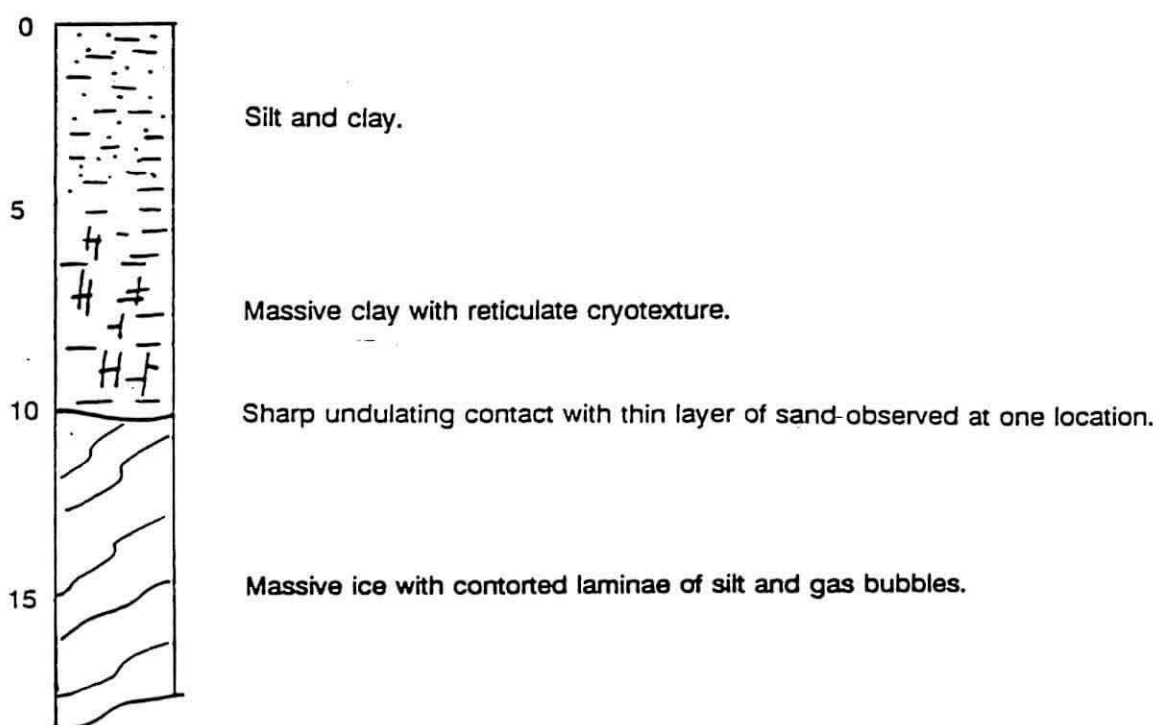 0
Silt and clay.
5
Massive clay with reticulate cryotexture.
10
Sharp undulating contact with thin layer of sand-observed at one location.
15
Massive ice with contorted laminae of silt and gas bubbles.